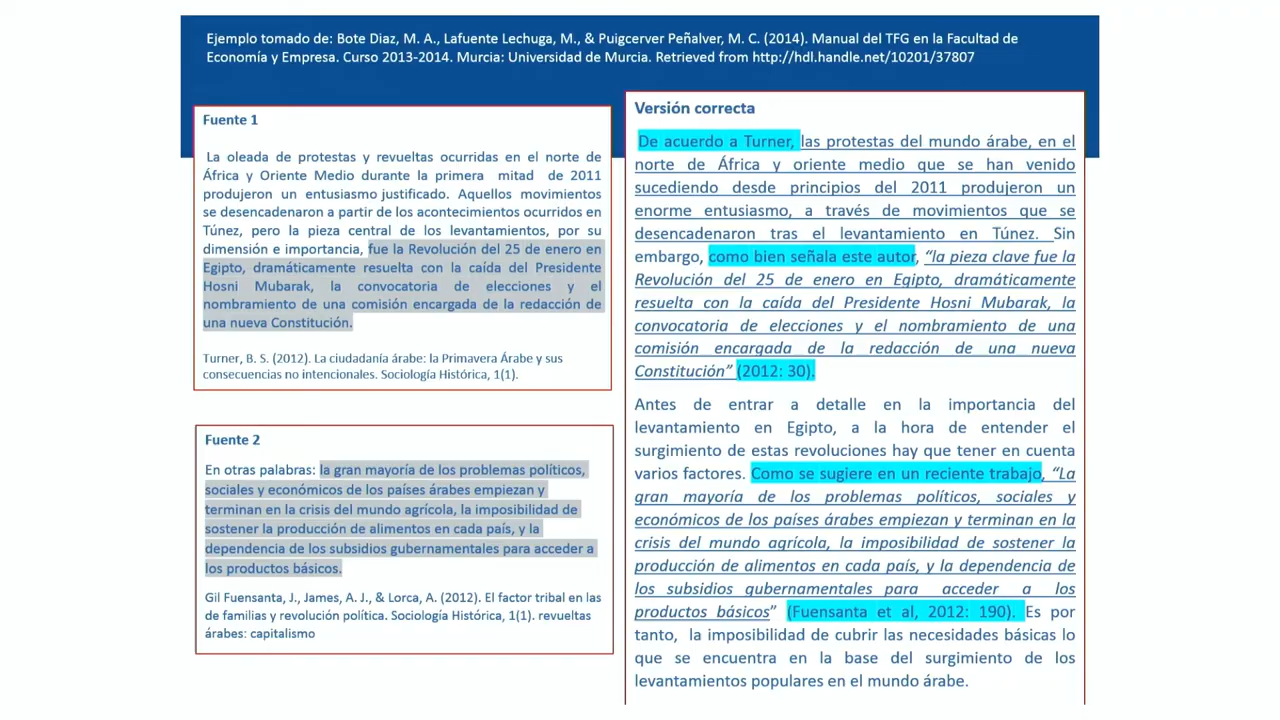 Ejemplo tomado de: Bote Diaz, M. A., Lafuente Lechuga, M., & Puigcerver Peñalver, M. C. (2014). Manual del TFG en la Facultad de
Economía y Empresa. Curso 2013-2014. Murcia: Universidad de Murcia. Retrieved from http://hdl.handle.net/10201/37807
Fuente 1
La oleada de protestas y revueltas ocurridas en el norte de
África y Oriente Medio durante la primera mitad de 2011
produjeron un entusiasmo justificado. Aquellos movimientos
se desencadenaron a partir de los acontecimientos ocurridos en
Túnez, pero la pieza central de los levantamientos, por su
dimensión e importancia, fue la Revolución del 25 de enero en
Egipto, dramáticamente resuelta con la caída del Presidente
Hosni Mubarak, la convocatoria de elecciones y el
nombramiento de una comisión encargada de la redacción de
una nueva Constitución.
Turner, B. S. (2012). La ciudadanía árabe: la Primavera Árabe y sus
consecuencias no intencionales. Sociología Histórica, 1(1).
Fuente 2
En otras palabras: la gran mayoría de los problemas políticos,
sociales y económicos de los países árabes empiezan y
terminan en la crisis del mundo agrícola, la imposibilidad de
sostener la producción de alimentos en cada país, y la
dependencia de los subsidios gubernamentales para acceder a
los productos básicos.
Gil Fuensanta, J., James, A. J., & Lorca, A. (2012). El factor tribal en las
de familias y revolución política. Sociología Histórica, 1(1). revueltas
árabes: capitalismo
Versión correcta
De acuerdo a Turner, las protestas del mundo árabe, en el
norte de África y oriente medio que se han venido
sucediendo desde principios del 2011 produjeron un
enorme entusiasmo, a través de movimientos que se
desencadenaron tras el levantamiento en Túnez. Sin
embargo, como bien señala este autor, “la pieza clave fue la
Revolución del 25 de enero en Egipto, dramáticamente
resuelta con la caída del Presidente Hosni Mubarak, la
convocatoria de elecciones y el nombramiento de una
comisión encargada de la redacción de una nueva
Constitución” (2012: 30).
Antes de entrar a detalle en la importancia del
levantamiento en Egipto, a la hora de entender el
surgimiento de estas revoluciones hay que tener en cuenta
varios factores. Como se sugiere en un reciente trabajo, “La
gran mayoría de los problemas políticos, sociales y
económicos de los países árabes empiezan y terminan en la
crisis del mundo agrícola, la imposibilidad de sostener la
producción de alimentos en cada país, y la dependencia de
los subsidios gubernamentales para acceder a los
productos básicos” (Fuensanta et al, 2012: 190). Es por
tanto, la imposibilidad de cubrir las necesidades básicas lo
que se encuentra en la base del surgimiento de los
levantamientos populares en el mundo árabe.